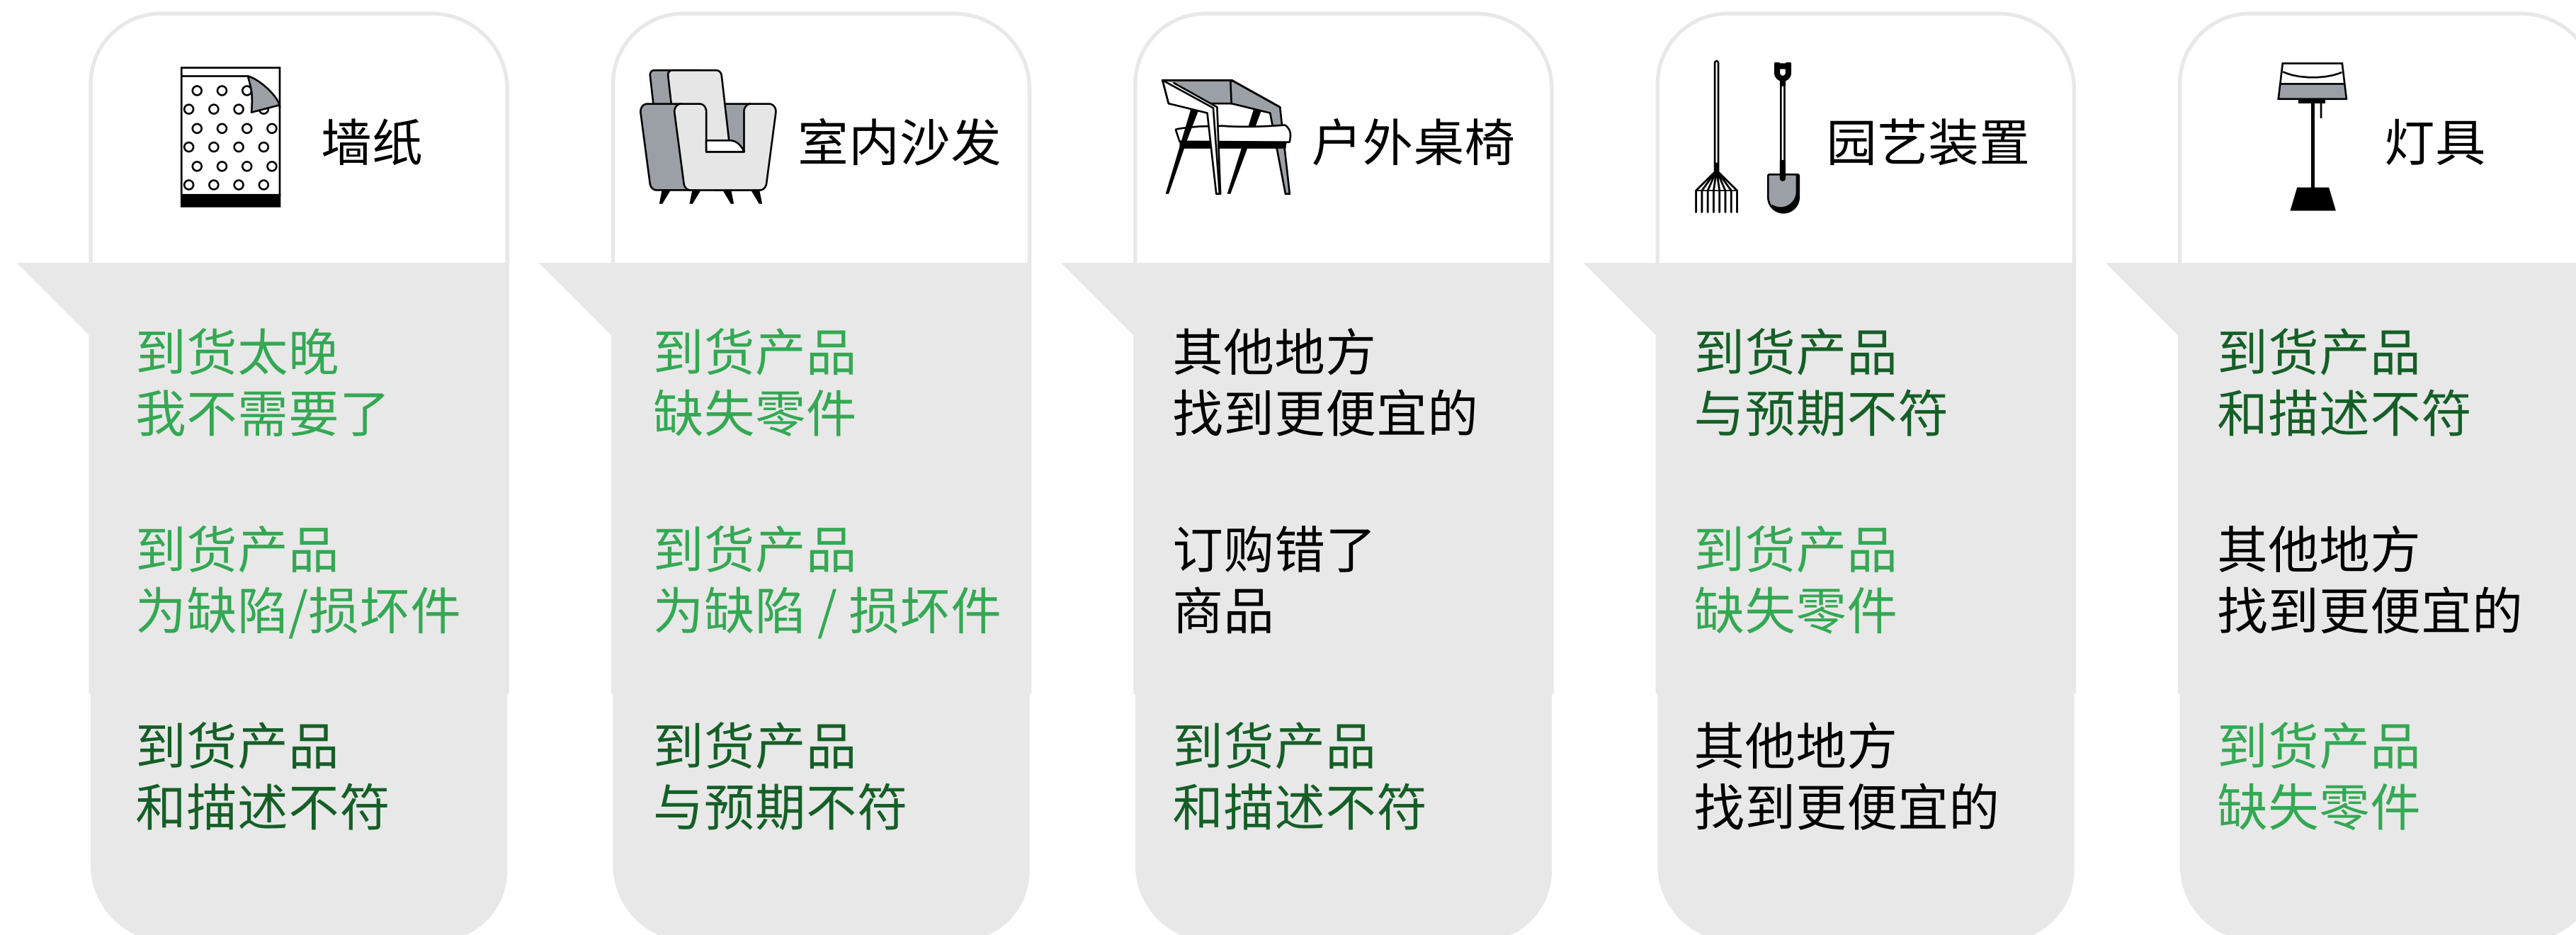 墙纸
到货太晚
我不需要了
到货产品
为缺陷/损坏件
到货产品
和描述不符
室内沙发
到货产品
缺失零件
到货产品
为缺陷 / 损坏件
到货产品
与预期不符
户外桌椅
其他地方
找到更便宜的
订购错了
商品
到货产品
和描述不符
园艺装置
到货产品
与预期不符
到货产品
缺失零件
其他地方
找到更便宜的
灯具
到货产品
和描述不符
其他地方
找到更便宜的
到货产品
缺失零件